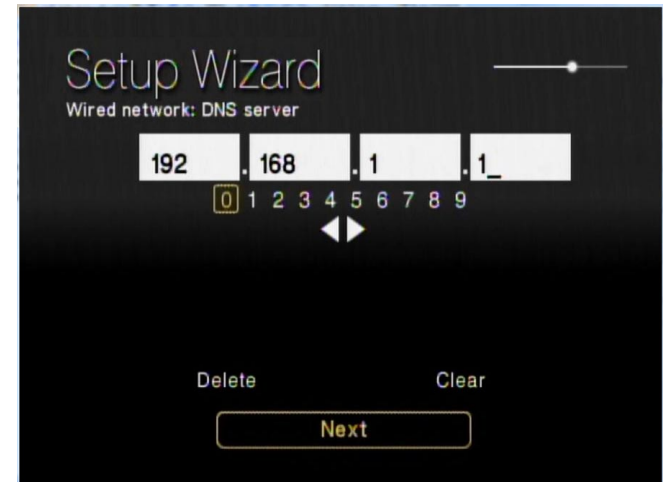 Setup Wizard
Wired network: DNS server
192 . 168 . 1 . 1_
0 1 2 3 4 5 6 7 8 9
Delete Clear
Next